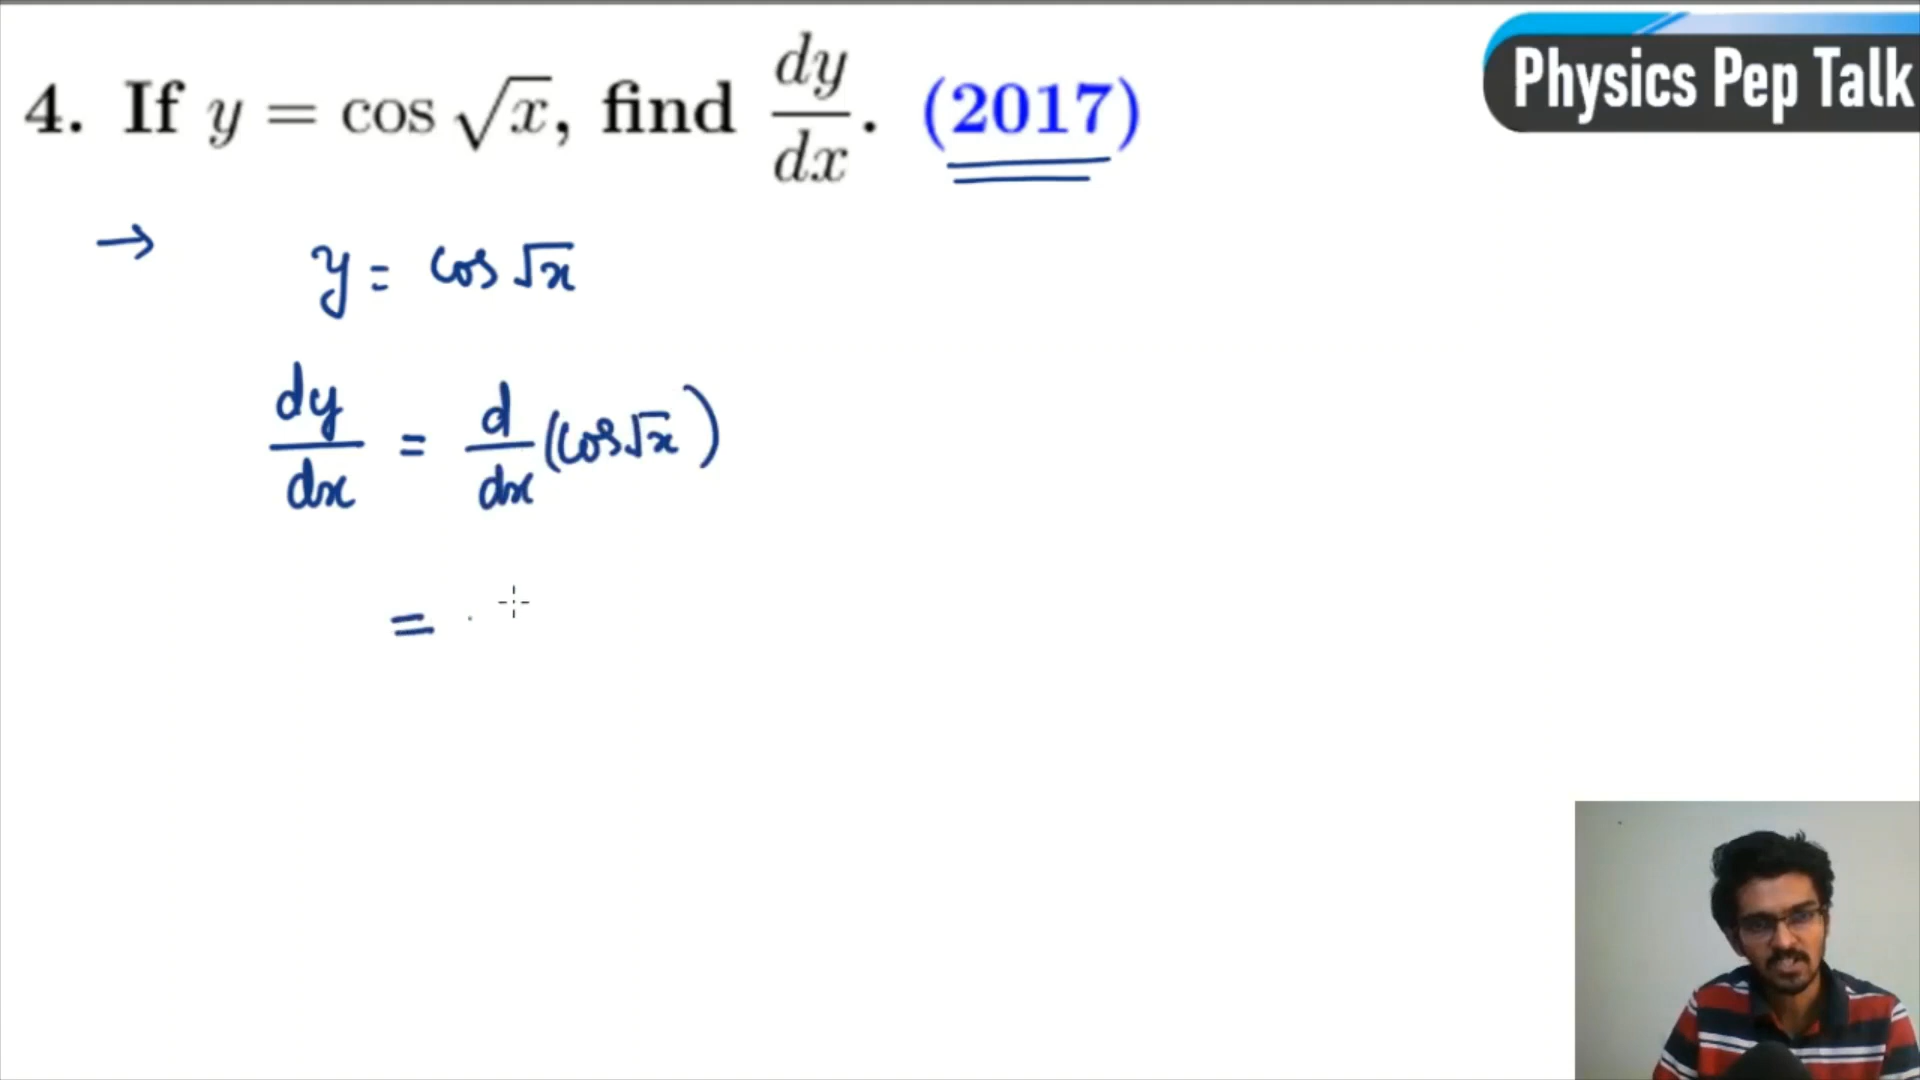 4. If y = cos √x, find dy/dx. (2017)
Physics Pep Talk
→ y = cos √x
dy/dx = d/dx (cos √x)
=